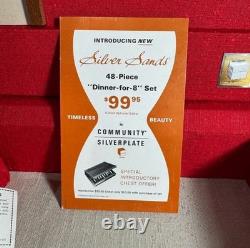 INTRODUCING NEW
Silver Sands
48-Piece
"Dinner-for-8" Set
$99.95
TIMELESS BEAUTY
in
COMMUNITY
SILVERPLATE
SPECIAL
INTRODUCTORY
CHEST OFFER!